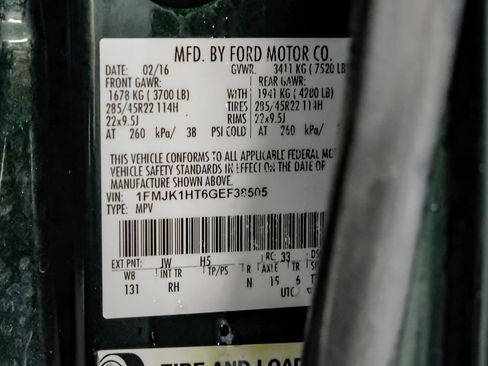 MFD. BY FORD MOTOR CO.
DATE: 02/16 GVWR: 3411 KG ( 7520 LB)
FRONT GAWR: REAR GAWR:
1678 KG ( 3700 LB) WITH 1941 KG ( 4280 LB)
285/45R22 114H TIRES 285/45R22 114H
22x9.5J RIMS 22x9.5J
AT 260 kPa/ 38 PSI COLD AT 260 kPa/
THIS VEHICLE CONFORMS TO ALL APPLICABLE FEDERAL
VEHICLE SAFETY STANDARDS IN EFFECT ON THE DATE OF
MANUFACTURE SHOWN ABOVE.
VIN: 1FMJK1HT6GEF38505
TYPE: MPV
EXT PNT: JW H5 RC: 33
WB INT TR TP/PS R AXLE TR
131 RH N 15 6
UTC
TIRE AND LOAD